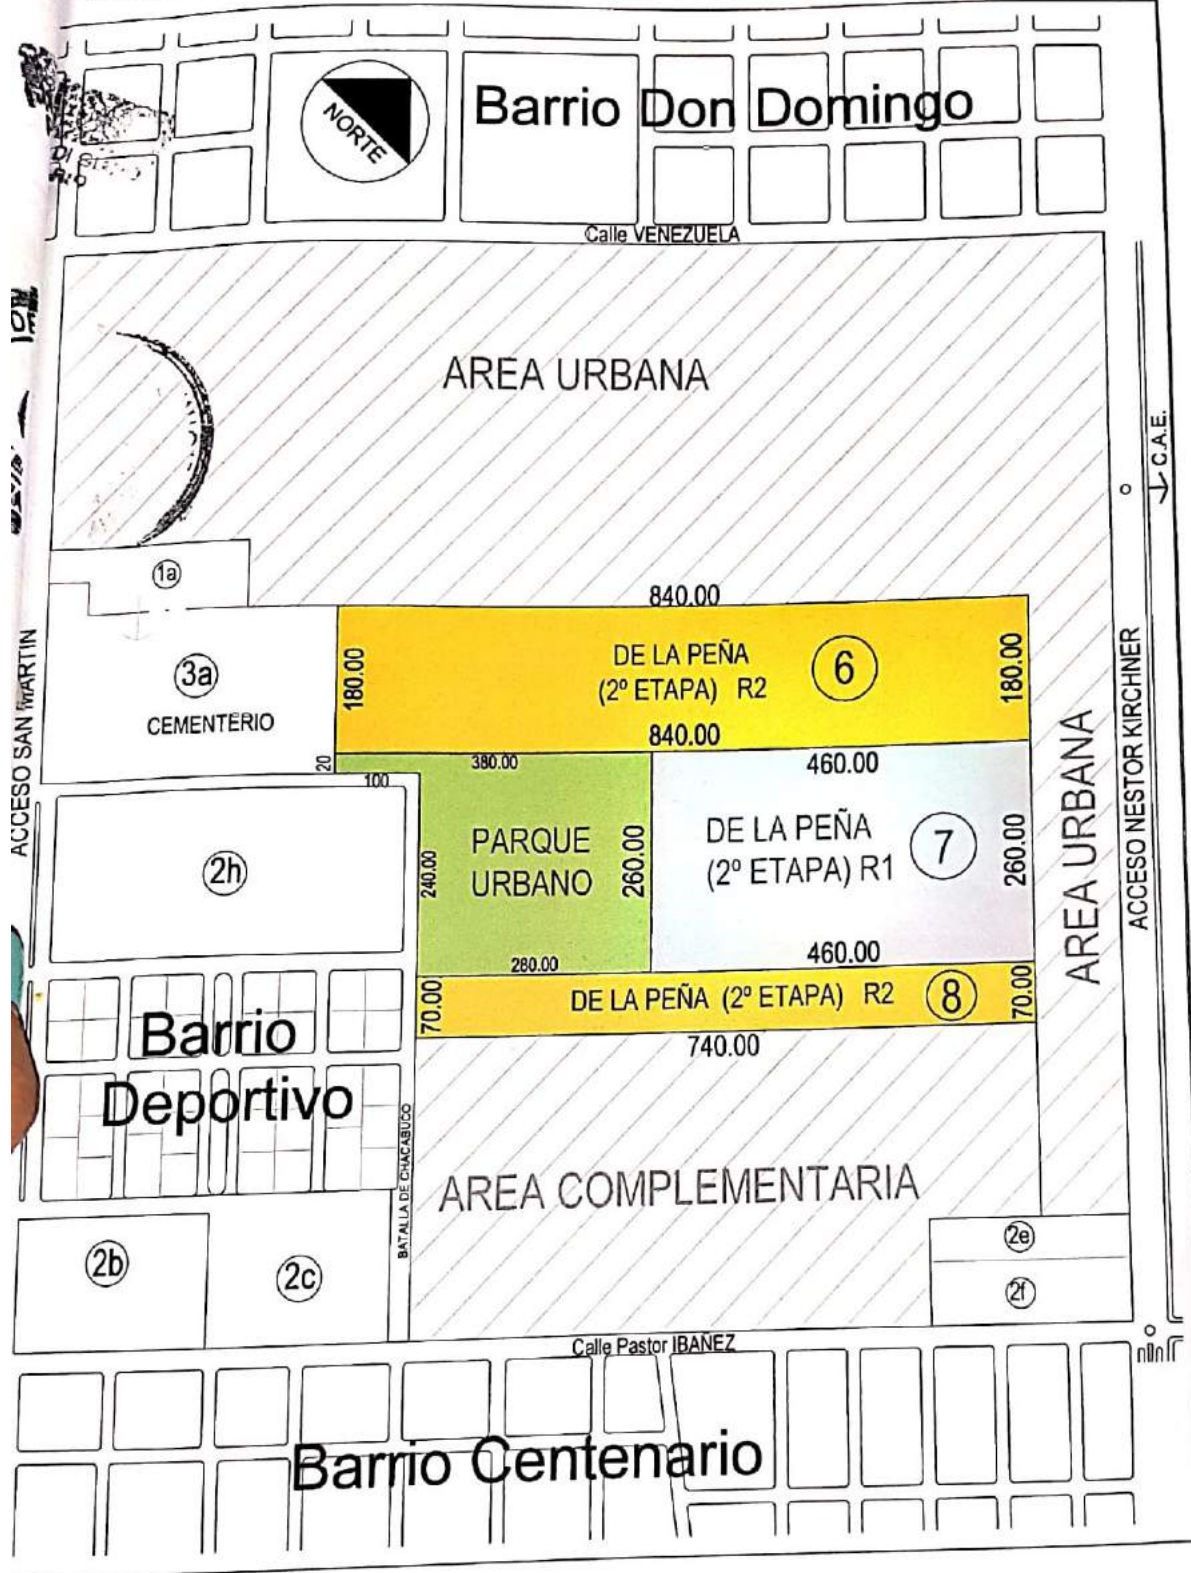 Barrio Don Domingo
NORTE
Calle VENEZUELA
AREA URBANA
C.A.E.
1a
840.00
DE LA PEÑA
(2º ETAPA) R2
6
180.00
180.00
840.00
3a
CEMENTERIO
ACCESO SAN MARTIN
20
100
380.00
460.00
PARQUE
URBANO
240.00
260.00
280.00
DE LA PEÑA
(2º ETAPA) R1
7
260.00
460.00
AREA URBANA
ACCESO NESTOR KIRCHNER
2h
70.00
DE LA PEÑA (2º ETAPA) R2
8
70.00
740.00
Barrio
Deportivo
BATALLA DE CHACABUCO
AREA COMPLEMENTARIA
2b
2c
2e
2f
Calle Pastor IBAÑEZ
Barrio Centenario